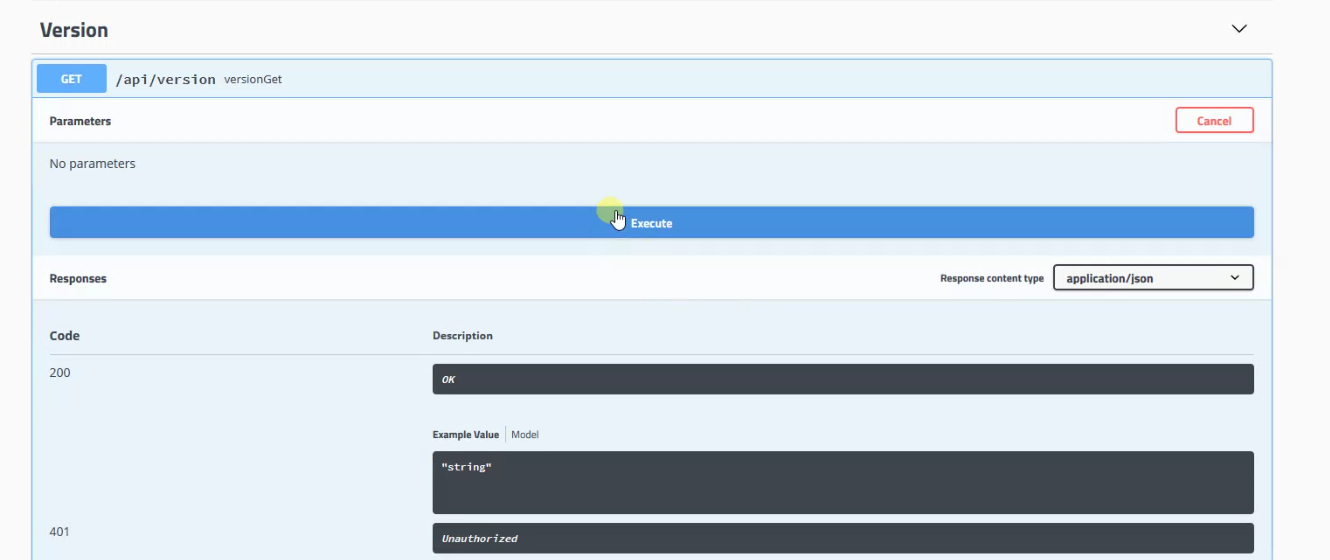 Version
GET /api/version versionGet
Parameters Cancel
No parameters
Execute
Responses Response content type application/json
Code Description
200 OK
Example Value Model
"string"
401 Unauthorized